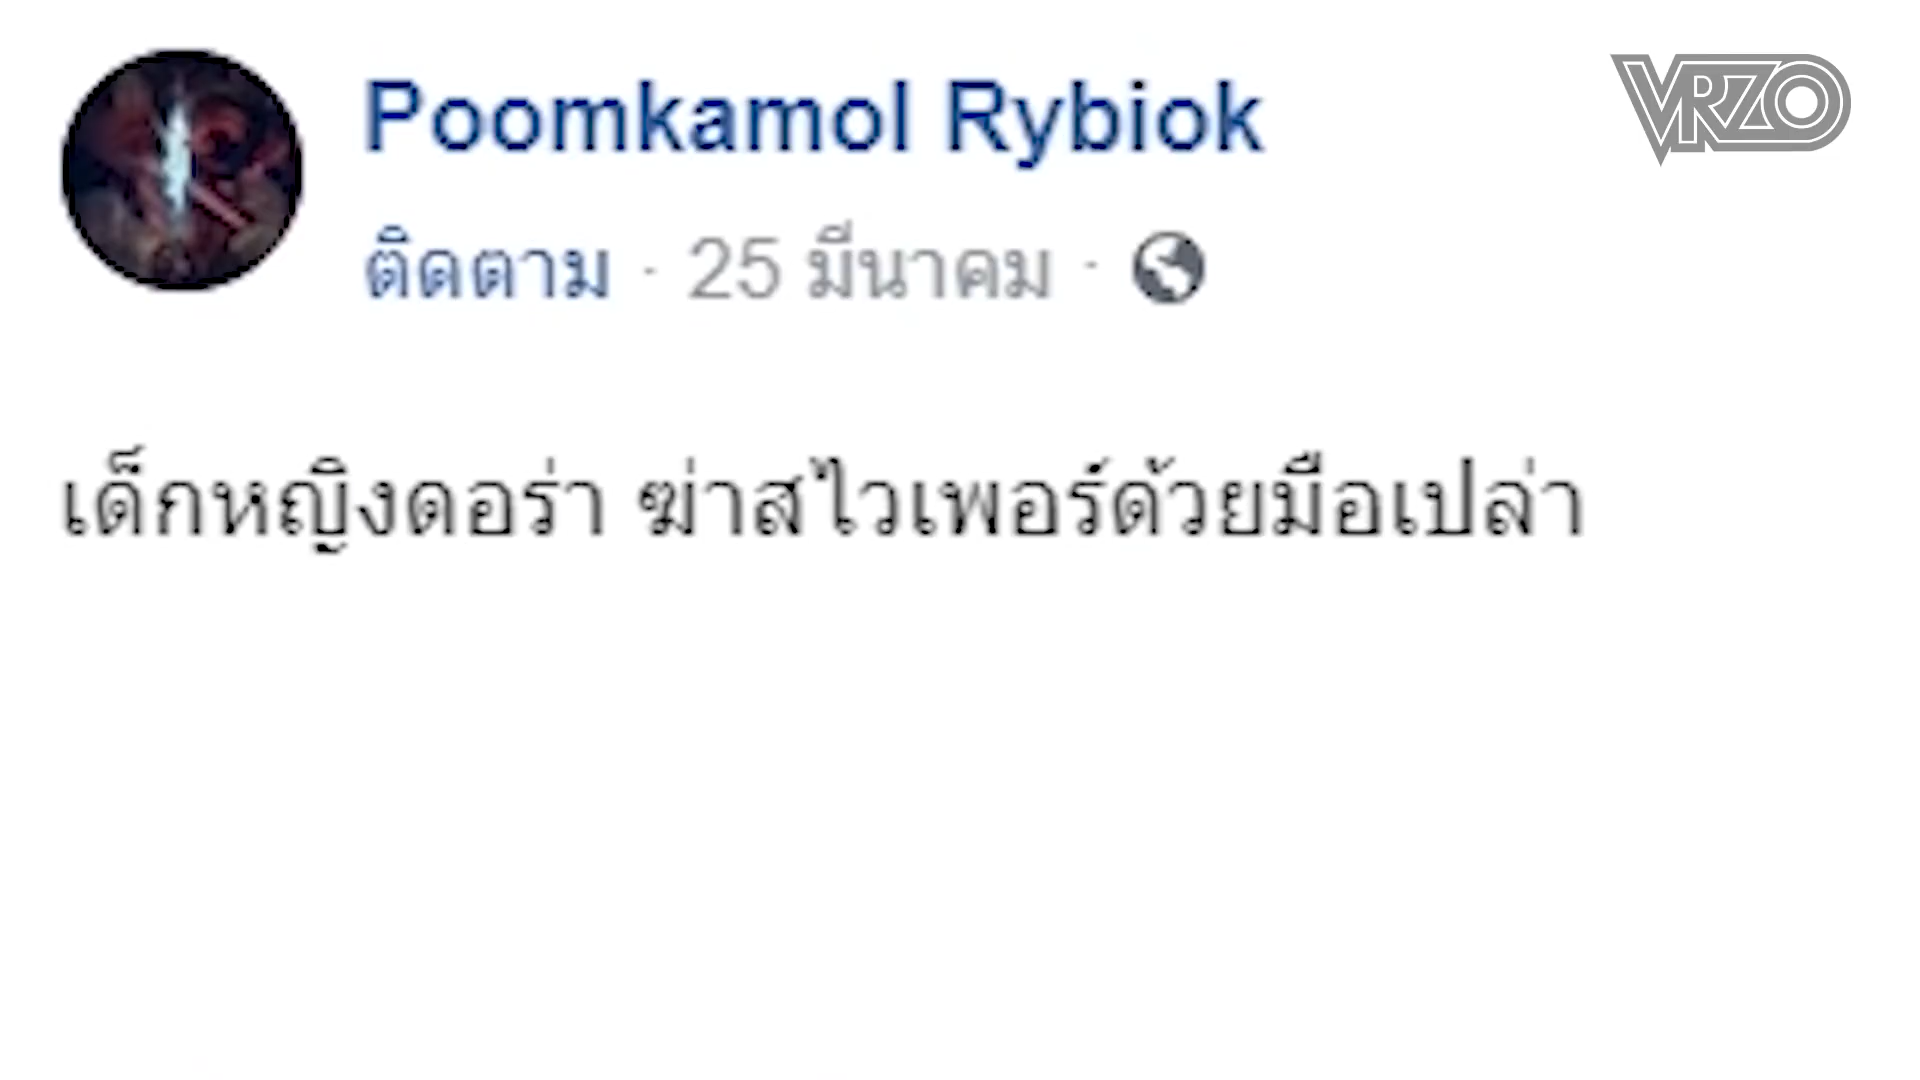 Poomkamol Rybiok
VRZO
ติดตาม · 25 มีนาคม ·
เด็กหญิงดอร่า ฆ่าสไวเพอร์ด้วยมือเปล่า